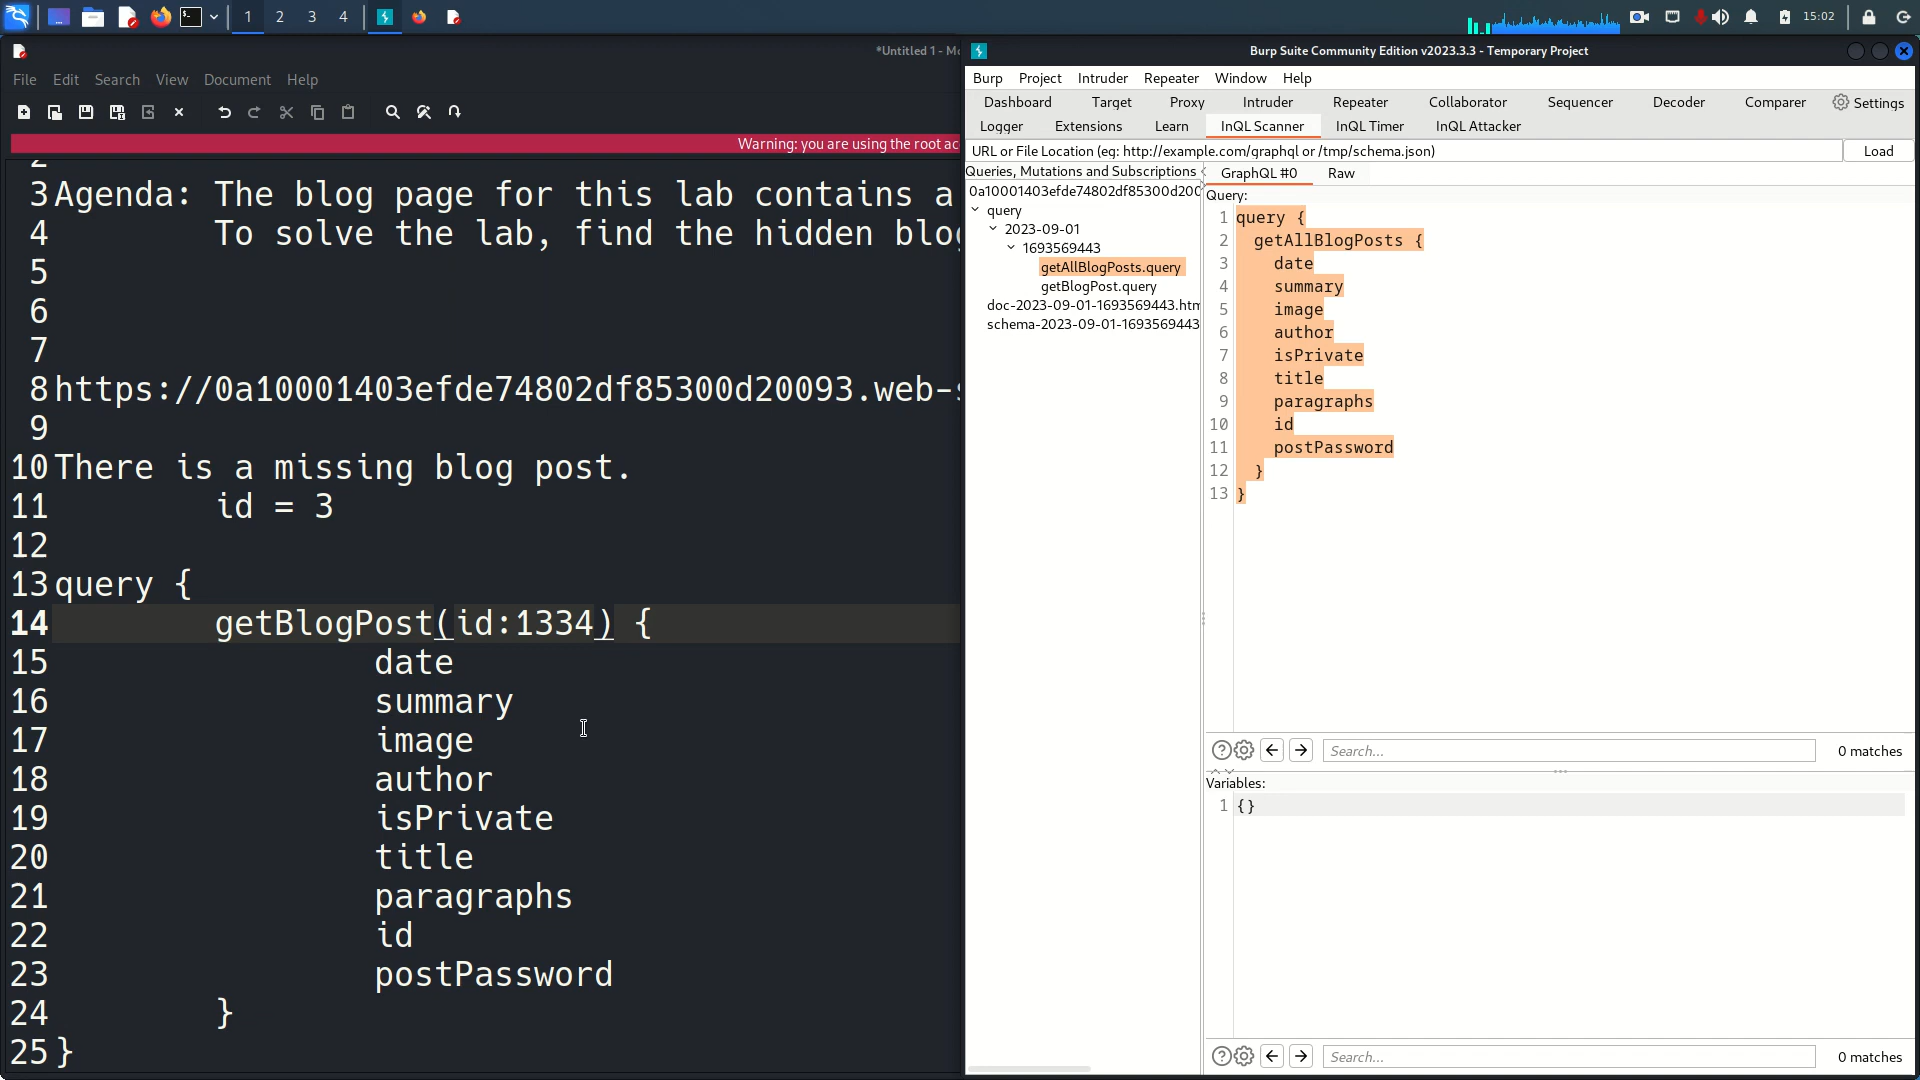 1 2 3 4
15:02
*Untitled 1 - Mo
File Edit Search View Document Help
Warning: you are using the root ac
2
3 Agenda: The blog page for this lab contains a
4 To solve the lab, find the hidden blog
5
6
7
8 https://0a10001403efde74802df85300d20093.web-s
9
10 There is a missing blog post.
11 id = 3
12
13 query {
14 getBlogPost(id:1334) {
15 date
16 summary
17 image
18 author
19 isPrivate
20 title
21 paragraphs
22 id
23 postPassword
24 }
25 }
Burp Suite Community Edition v2023.3.3 - Temporary Project
Burp Project Intruder Repeater Window Help
Dashboard Target Proxy Intruder Repeater Collaborator Sequencer Decoder Comparer Settings
Logger Extensions Learn InQL Scanner InQL Timer InQL Attacker
URL or File Location (eg: http://example.com/graphql or /tmp/schema.json) Load
Queries, Mutations and Subscriptions
0a10001403efde74802df85300d200
query
2023-09-01
1693569443
getAllBlogPosts.query
getBlogPost.query
doc-2023-09-01-1693569443.htm
schema-2023-09-01-1693569443
GraphQL #0 Raw
Query:
1 query {
2 getAllBlogPosts {
3 date
4 summary
5 image
6 author
7 isPrivate
8 title
9 paragraphs
10 id
11 postPassword
12 }
13 }
Search... 0 matches
Variables:
1 {}
Search... 0 matches